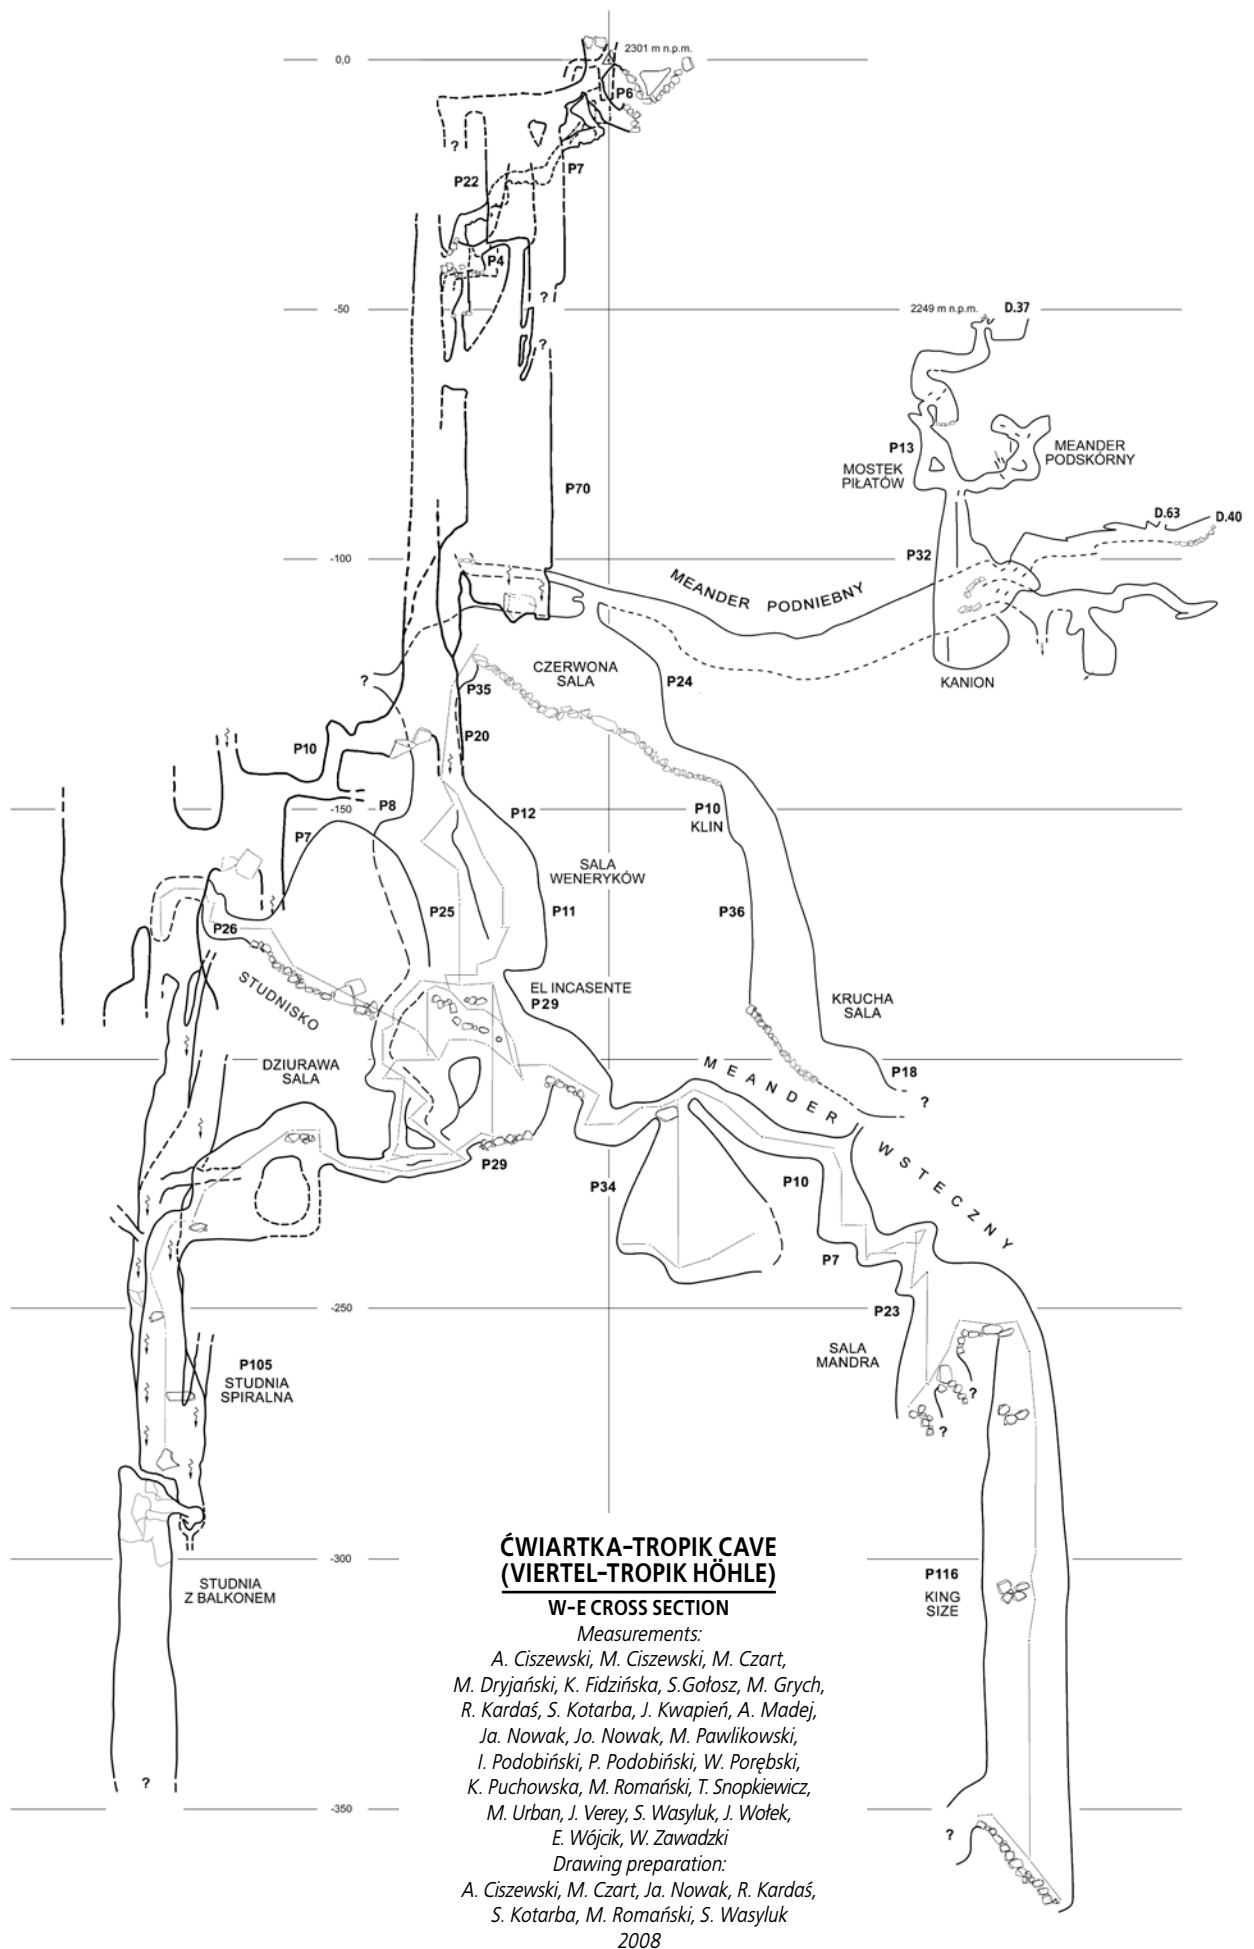 2301 m n.p.m.
0,0
P6
?
P7
P22
P4
?
-50
2249 m n.p.m.
D.37
?
P13
MEANDER
PODSKÓRNY
MOSTEK
PIŁATÓW
P70
D.63
D.40
-100
P32
MEANDER PODNIEBNY
CZERWONA
SALA
?
P35
P24
KANION
P20
P10
-150
P8
P12
P10
KLIN
P7
SALA
WENERYKÓW
P26
P25
P11
P36
STUDNISKO
EL INCASENTE
P29
KRUCHA
SALA
DZIURAWA
SALA
MEANDER WSTECZNY
P18
?
P29
P34
P10
P7
-250
P23
SALA
MANDRA
P105
STUDNIA
SPIRALNA
?
?
-300
STUDNIA
Z BALKONEM
P116
KING
SIZE
?
-350
?
ĆWIARTKA-TROPIK CAVE
(VIERTEL-TROPIK HÖHLE)
W-E CROSS SECTION
Measurements:
A. Ciszewski, M. Ciszewski, M. Czart,
M. Dryjański, K. Fidzińska, S.Gołosz, M. Grych,
R. Kardaś, S. Kotarba, J. Kwapień, A. Madej,
Ja. Nowak, Jo. Nowak, M. Pawlikowski,
I. Podobiński, P. Podobiński, W. Porębski,
K. Puchowska, M. Romański, T. Snopkiewicz,
M. Urban, J. Verey, S. Wasyluk, J. Wołek,
E. Wójcik, W. Zawadzki
Drawing preparation:
A. Ciszewski, M. Czart, Ja. Nowak, R. Kardaś,
S. Kotarba, M. Romański, S. Wasyluk
2008